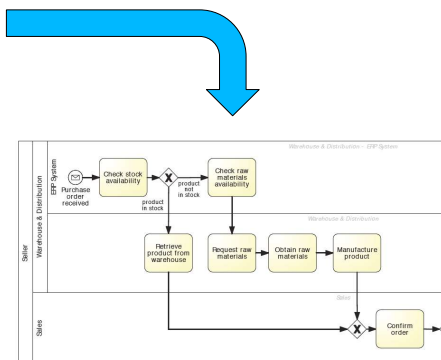 Warehouse & Distribution - ERP System
Seller
Warehouse & Distribution
ERP System
Check stock
availability
Check raw
materials
availability
Purchase
order
received
product
not
in stock
product
in stock
Warehouse & Distribution
Retrieve
product from
warehouse
Request raw
materials
Obtain raw
materials
Manufacture
product
Sales
Sales
Confirm
order